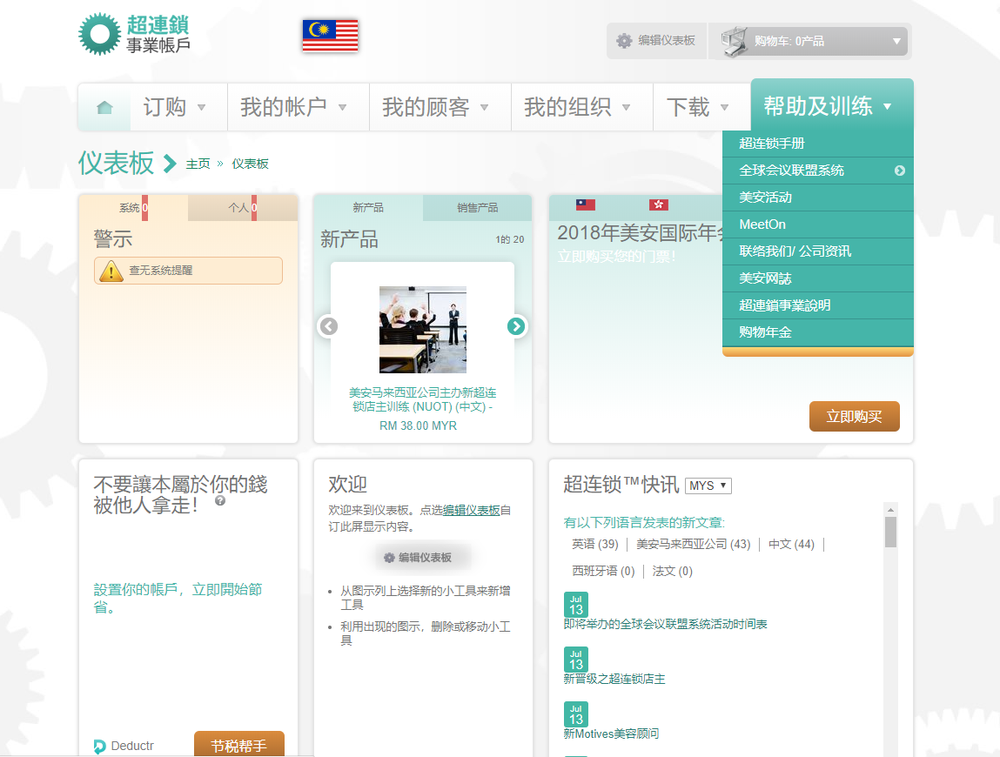 超連鎖
事業帳戶
编辑仪表板
购物车: 0产品
订购
我的帐户
我的顾客
我的组织
下载
帮助及训练
超连锁手册
全球会议联盟系统
美安活动
MeetOn
联络我们/ 公司资讯
美安网誌
超連鎖事業說明
购物年金
仪表板
主页 » 仪表板
系统 0
个人 0
警示
查无系统提醒
新产品
销售产品
新产品
1的 20
美安马来西亚公司主办新超连
锁店主训练 (NUOT) (中文) -
RM 38.00 MYR
2018年美安国际年
立即购买您的门票!
立即购买
不要讓本屬於你的錢
被他人拿走！
設置你的帳戶，立即開始節
省。
Deductr
节税帮手
欢迎
欢迎来到仪表板。点选编辑仪表板自
订此屏显示内容。
编辑仪表板
• 从图示列上选择新的小工具来新增
工具
• 利用出现的图示，删除或移动小工
具
超连锁™快讯
MYS
有以下列语言发表的新文章:
英语 (39) | 美安马来西亚公司 (43) | 中文 (44) |
西班牙语 (0) | 法文 (0)
Jul
13
即将举办的全球会议联盟系统活动时间表
Jul
13
新晋级之超连锁店主
Jul
13
新Motives美容顾问